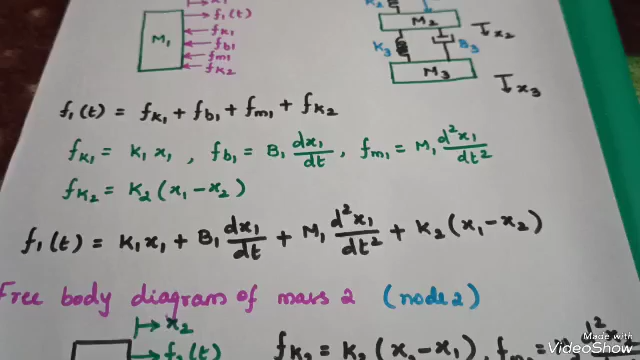 x₁
f₁(t)
M₁
fK₁
fb₁
fm₁
fK₂
K₂
M₂
x₂
K₃
B₃
M₃
x₃
f₁(t) = fK₁ + fb₁ + fm₁ + fK₂
fK₁ = K₁x₁ , fb₁ = B₁ dx₁/dt , fm₁ = M₁ d²x₁/dt²
fK₂ = K₂(x₁-x₂)
f₁(t) = K₁x₁ + B₁ dx₁/dt + M₁ d²x₁/dt² + K₂(x₁-x₂)
Free body diagram of mass 2 (node 2)
x₂
f₂(t)
fK₂ = K₂(x₂-x₁),
Made with
VideoShow